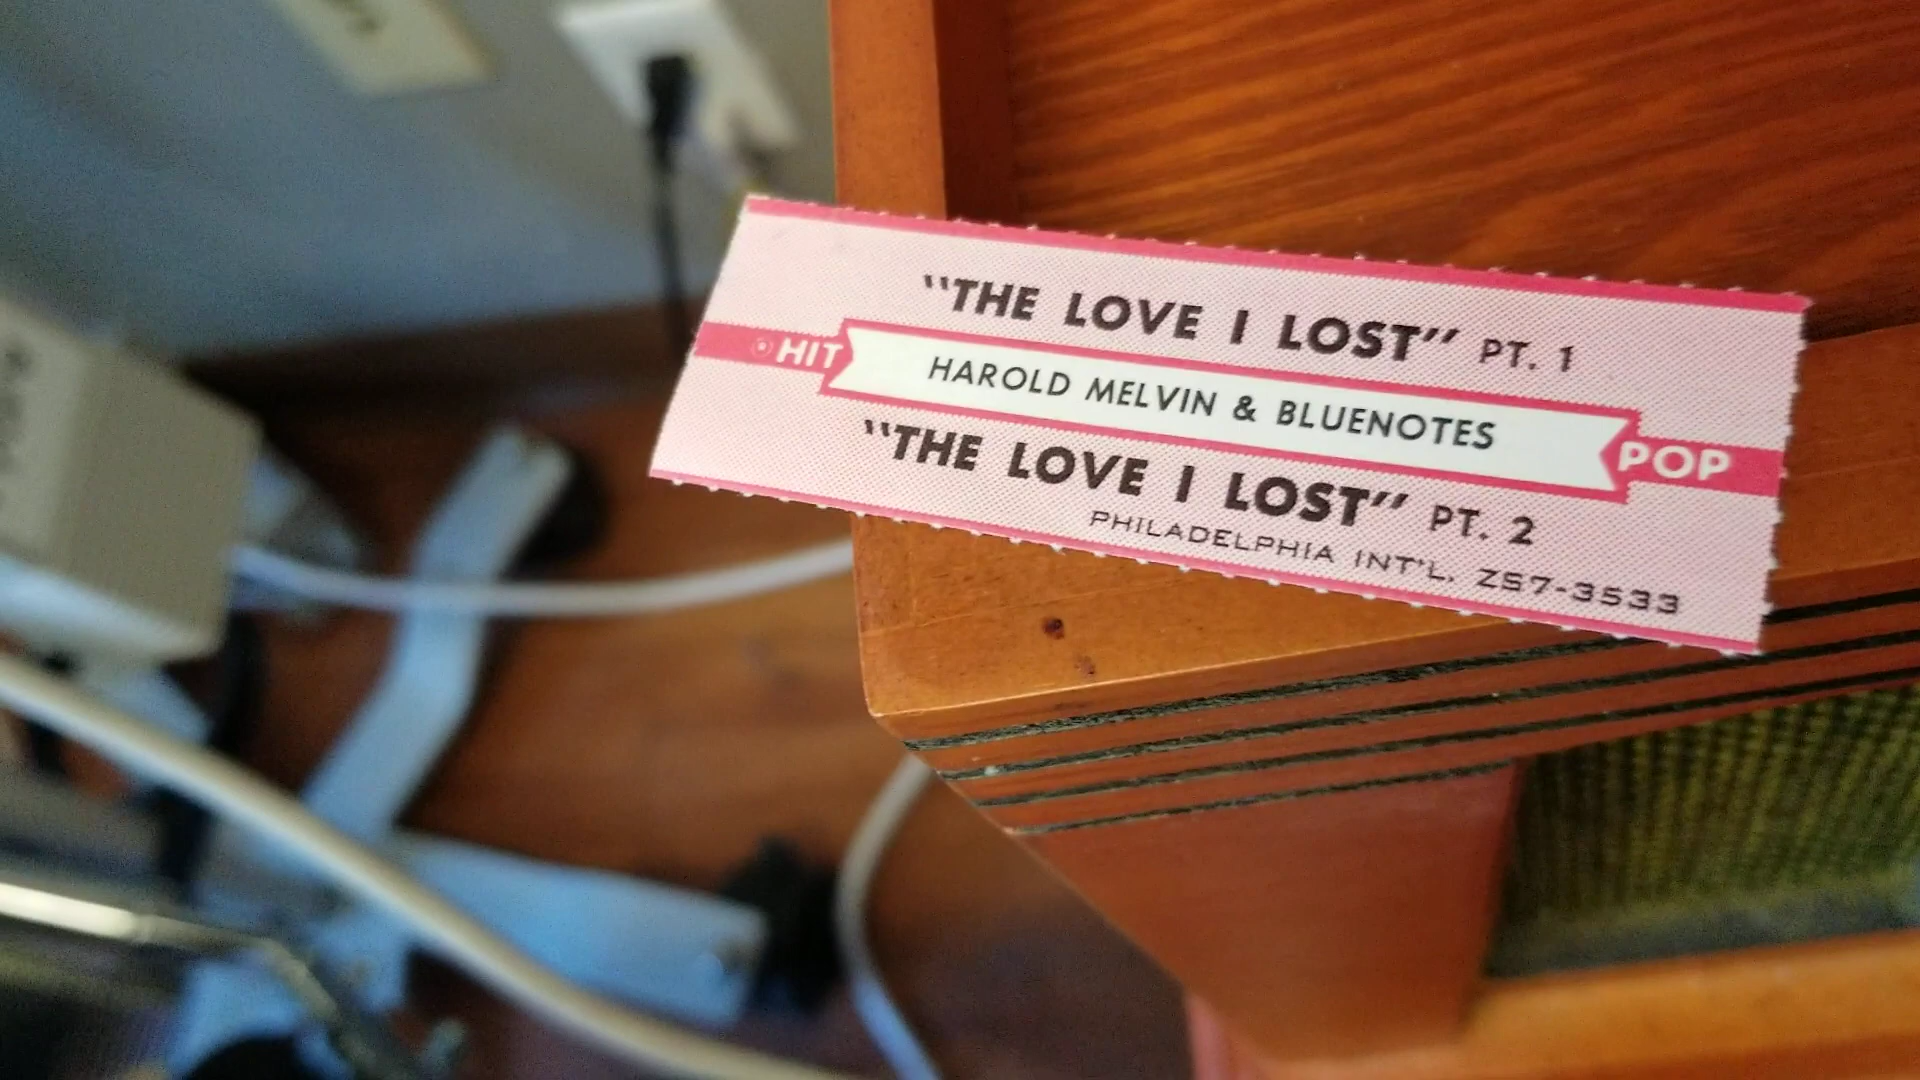 "THE LOVE I LOST" PT. 1
HIT HAROLD MELVIN & BLUENOTES POP
"THE LOVE I LOST" PT. 2
PHILADELPHIA INT'L. ZS7-3533